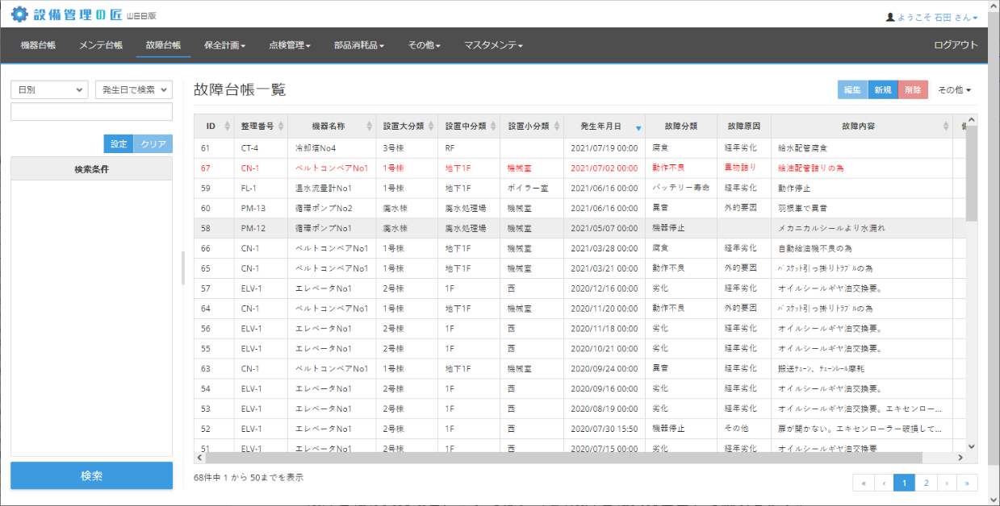 設備管理の匠 WEB版
ようこそ 石田 さん
機器台帳 メンテ台帳 故障台帳 保全計画 点検管理 部品消耗品 その他 マスタメンテ ログアウト
日別 発生日で検索
設定 クリア
検索条件
検索
故障台帳一覧
編集 新規 削除 その他
ID 整理番号 機器名称 設置大分類 設置中分類 設置小分類 発生年月日 故障分類 故障原因 故障内容
61 CT-4 冷却塔No4 3号棟 RF 2021/07/19 00:00 腐食 経年劣化 給水配管腐食
67 CN-1 ベルトコンベアNo1 1号棟 地下1F 機械室 2021/07/02 00:00 動作不良 異物詰り 給油配管詰りの為
59 FL-1 温水流量計No1 1号棟 地下1F ボイラー室 2021/06/16 00:00 バッテリー寿命 経年劣化 動作停止
60 PM-13 循環ポンプNo2 廃水棟 廃水処理場 機械室 2021/06/16 00:00 異音 外的要因 羽根車で異音
58 PM-12 循環ポンプNo1 廃水棟 廃水処理場 機械室 2021/05/07 00:00 機器停止 メカニカルシールより水漏れ
66 CN-1 ベルトコンベアNo1 1号棟 地下1F 機械室 2021/03/28 00:00 腐食 経年劣化 自動給油機不良の為
65 CN-1 ベルトコンベアNo1 1号棟 地下1F 機械室 2021/03/21 00:00 動作不良 外的要因 ﾊﾞｽｹｯﾄ引っ掛りﾄﾗﾌﾞﾙの為
57 ELV-1 エレベータNo1 2号棟 1F 西 2020/12/16 00:00 劣化 経年劣化 オイルシールギヤ油交換要。
64 CN-1 ベルトコンベアNo1 1号棟 地下1F 機械室 2020/11/20 00:00 動作不良 外的要因 ﾊﾞｽｹｯﾄ引っ掛りﾄﾗﾌﾞﾙの為
56 ELV-1 エレベータNo1 2号棟 1F 西 2020/11/18 00:00 劣化 経年劣化 オイルシールギヤ油交換要。
55 ELV-1 エレベータNo1 2号棟 1F 西 2020/10/21 00:00 劣化 経年劣化 オイルシールギヤ油交換要。
63 CN-1 ベルトコンベアNo1 1号棟 地下1F 機械室 2020/09/24 00:00 異音 経年劣化 搬送ﾁｪｰﾝ、ﾁｪｰﾝﾚｰﾙ摩耗
54 ELV-1 エレベータNo1 2号棟 1F 西 2020/09/16 00:00 劣化 経年劣化 オイルシールギヤ油交換要。
53 ELV-1 エレベータNo1 2号棟 1F 西 2020/08/19 00:00 劣化 経年劣化 オイルシールギヤ油交換要。エキセンロー...
52 ELV-1 エレベータNo1 2号棟 1F 西 2020/07/30 15:50 機器停止 その他 扉が開かない。エキセンローラー破損して...
51 ELV-1 エレベータNo1 2号棟 1F 西 2020/07/15 00:00 劣化 経年劣化 オイルシールギヤ油交換要
68件中 1 から 50までを表示
« ‹ 1 2 › »